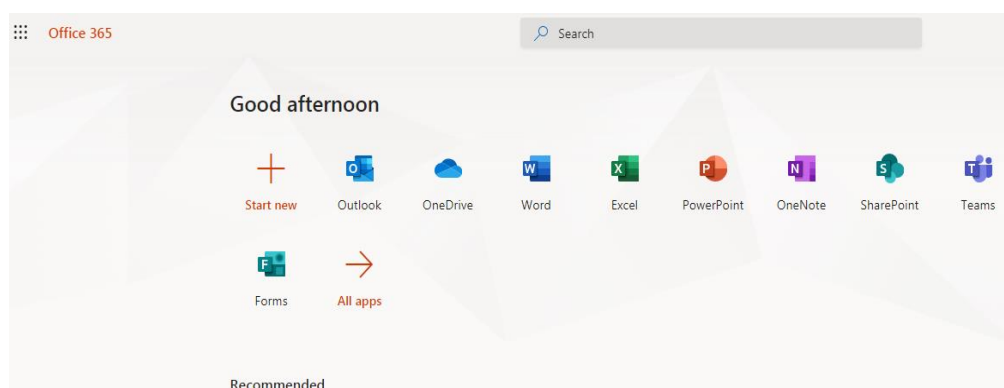 Office 365
Search
Good afternoon
Start new Outlook OneDrive Word Excel PowerPoint OneNote SharePoint Teams
Forms All apps
Recommended